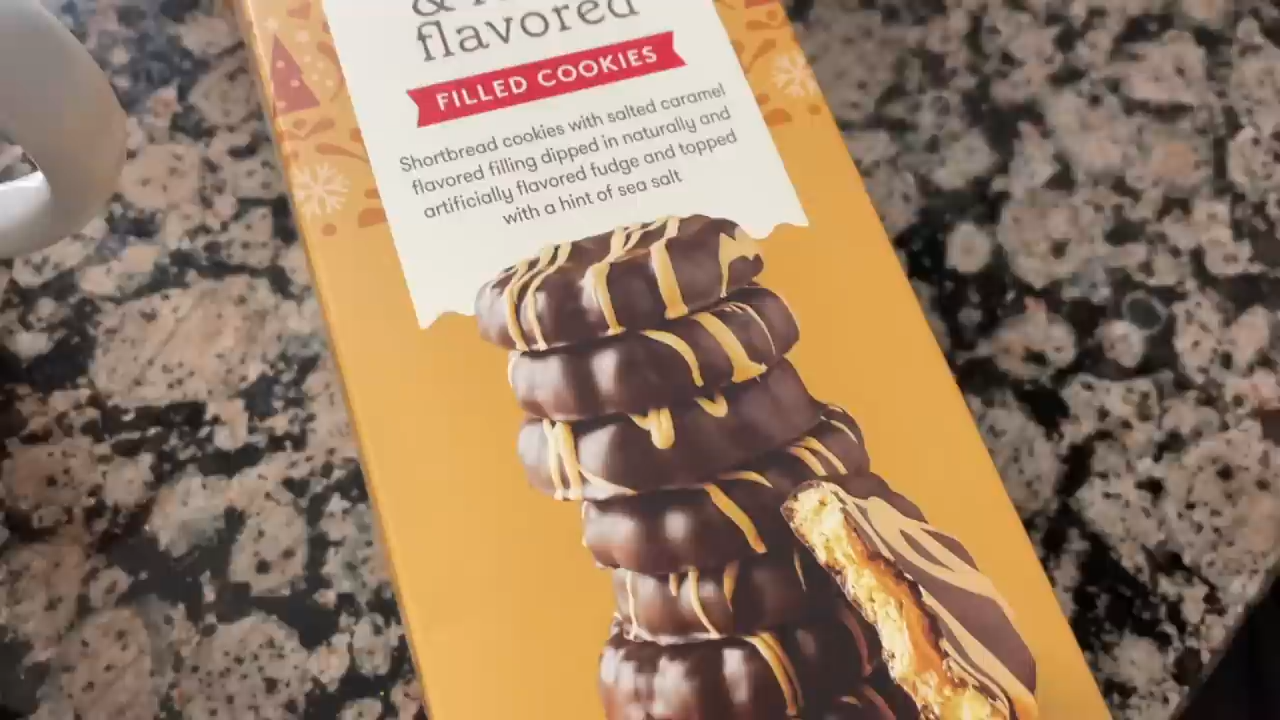 &
flavored
FILLED COOKIES
Shortbread cookies with salted caramel
flavored filling dipped in naturally and
artificially flavored fudge and topped
with a hint of sea salt